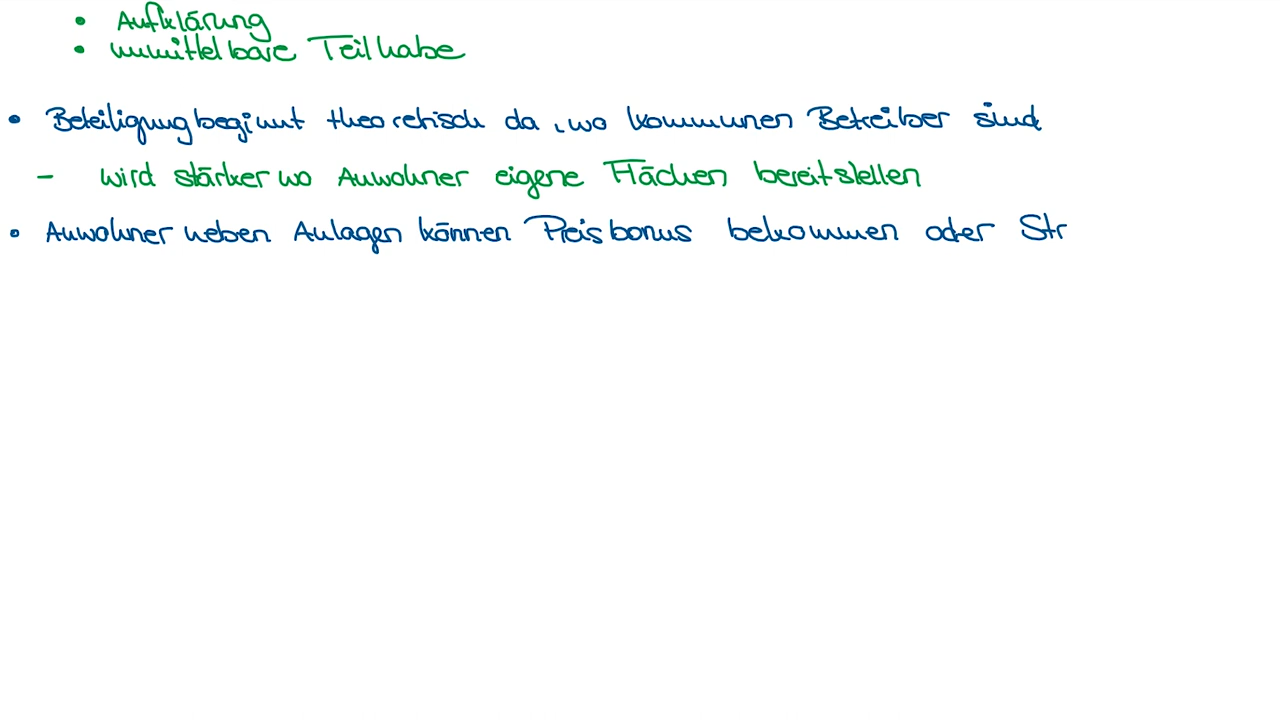 • Aufklärung
• unmittelbare Teilhabe
• Beteiligung beginnt theoretisch da, wo kommunen Betreiber sind
– wird stärker wo Anwohner eigene Flächen bereitstellen
• Anwohner neben Anlagen können Preisbonus bekommen oder Str